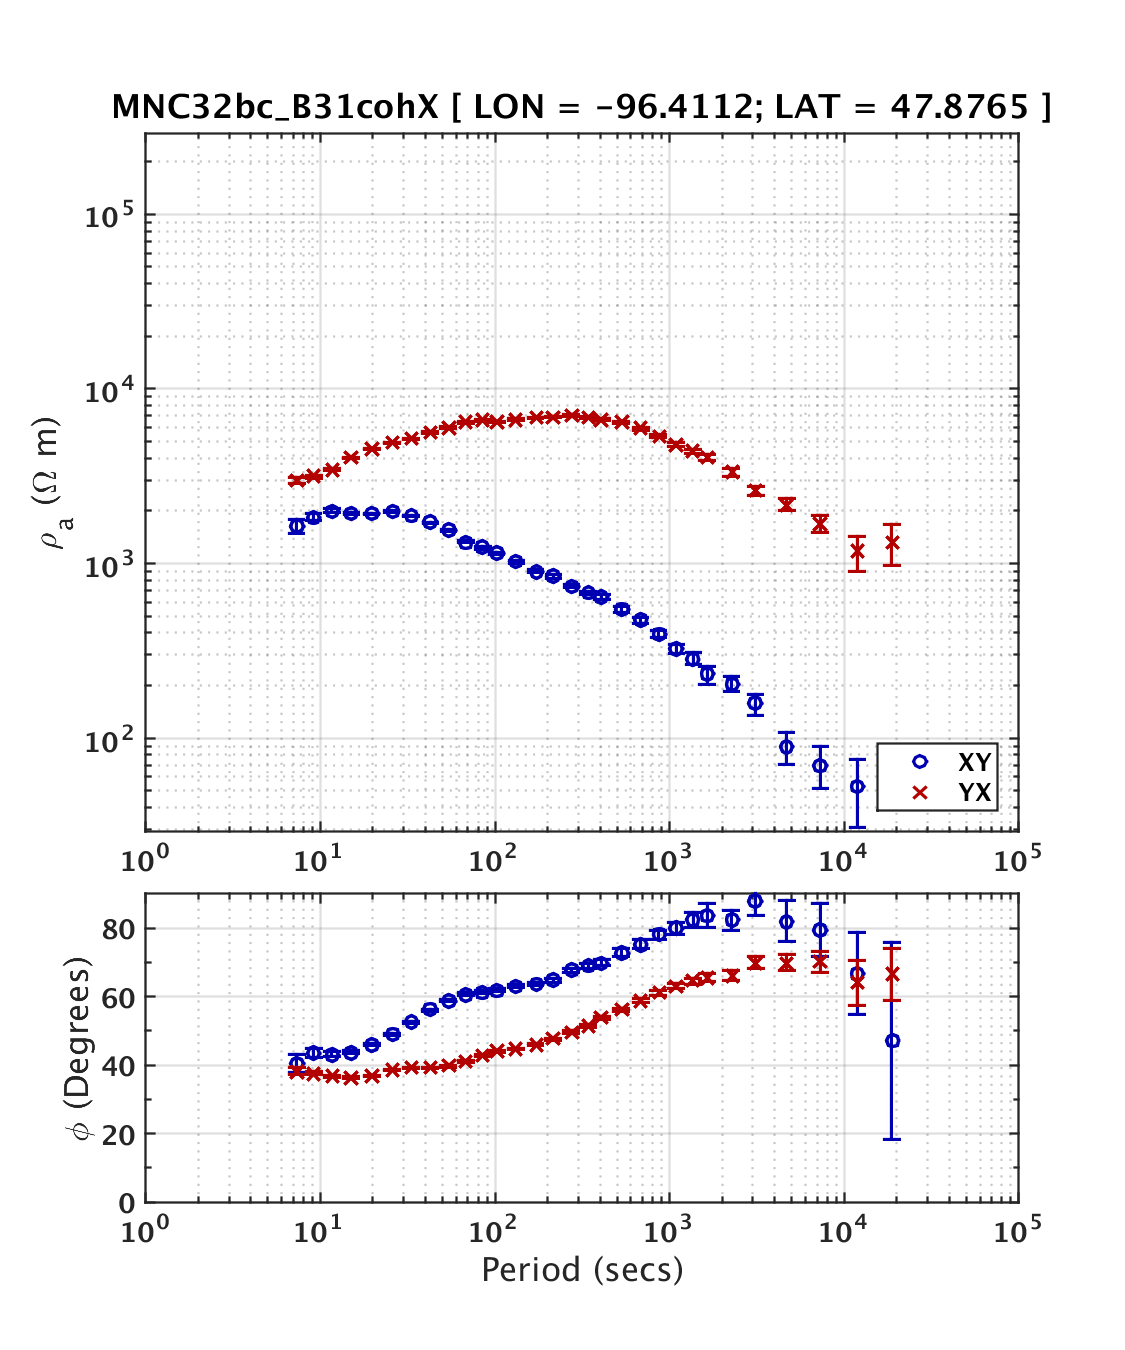 MNC32bc_B31cohX [ LON = -96.4112; LAT = 47.8765 ]
10^5
10^4
10^3
10^2
ρ_a (Ω m)
XY
YX
10^0 10^1 10^2 10^3 10^4 10^5
80
60
40
20
0
ϕ (Degrees)
10^0 10^1 10^2 10^3 10^4 10^5
Period (secs)